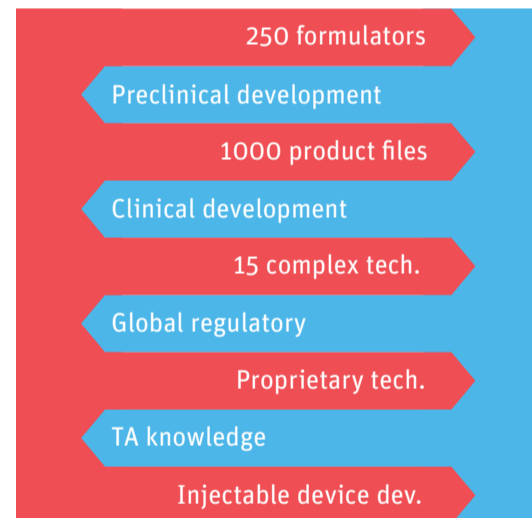 250 formulators
Preclinical development
1000 product files
Clinical development
15 complex tech.
Global regulatory
Proprietary tech.
TA knowledge
Injectable device dev.